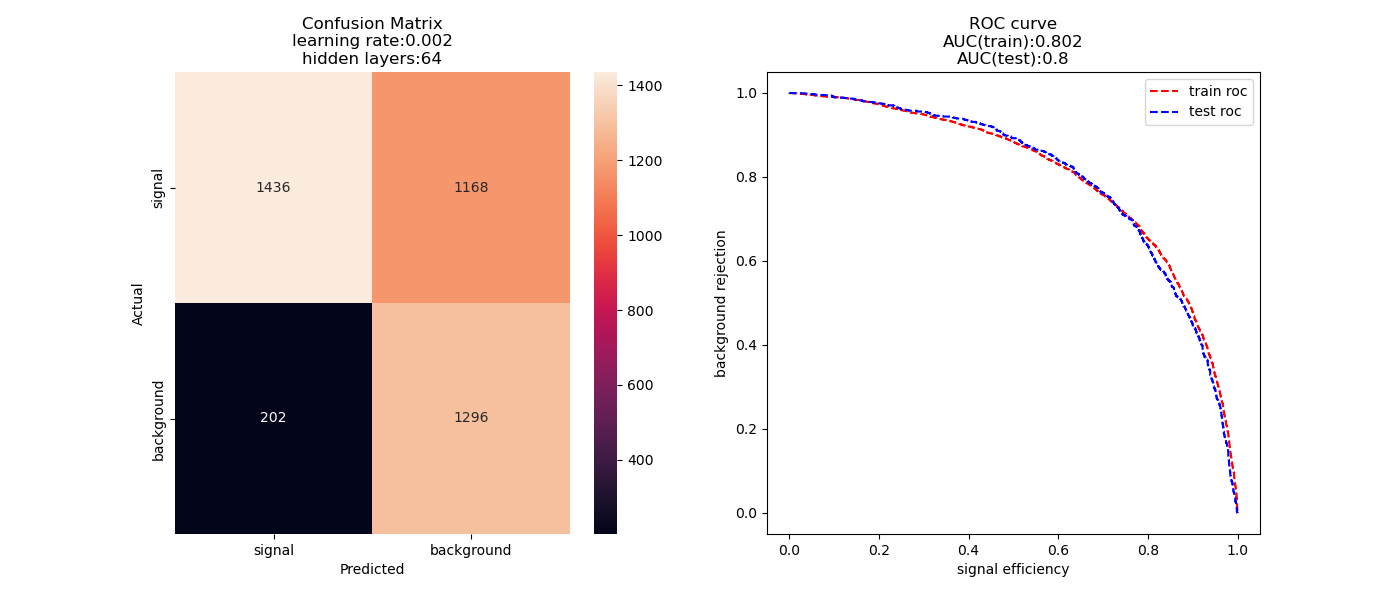 Confusion Matrix
learning rate:0.002
hidden layers:64
signal
background
Actual
1436
1168
202
1296
signal
background
Predicted
1400
1200
1000
800
600
400
ROC curve
AUC(train):0.802
AUC(test):0.8
train roc
test roc
background rejection
1.0
0.8
0.6
0.4
0.2
0.0
0.0
0.2
0.4
0.6
0.8
1.0
signal efficiency